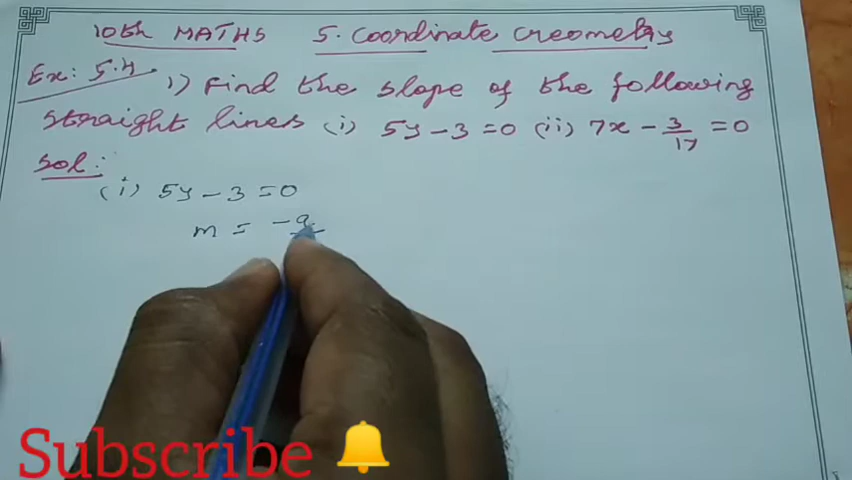 10th MATHS 5. Coordinate Creometry
Ex: 5.4 1) Find the slope of the following
straight lines (i) 5y - 3 = 0 (ii) 7x - 3/17 = 0
Sol:
(i) 5y - 3 = 0
m = - a
Subscribe